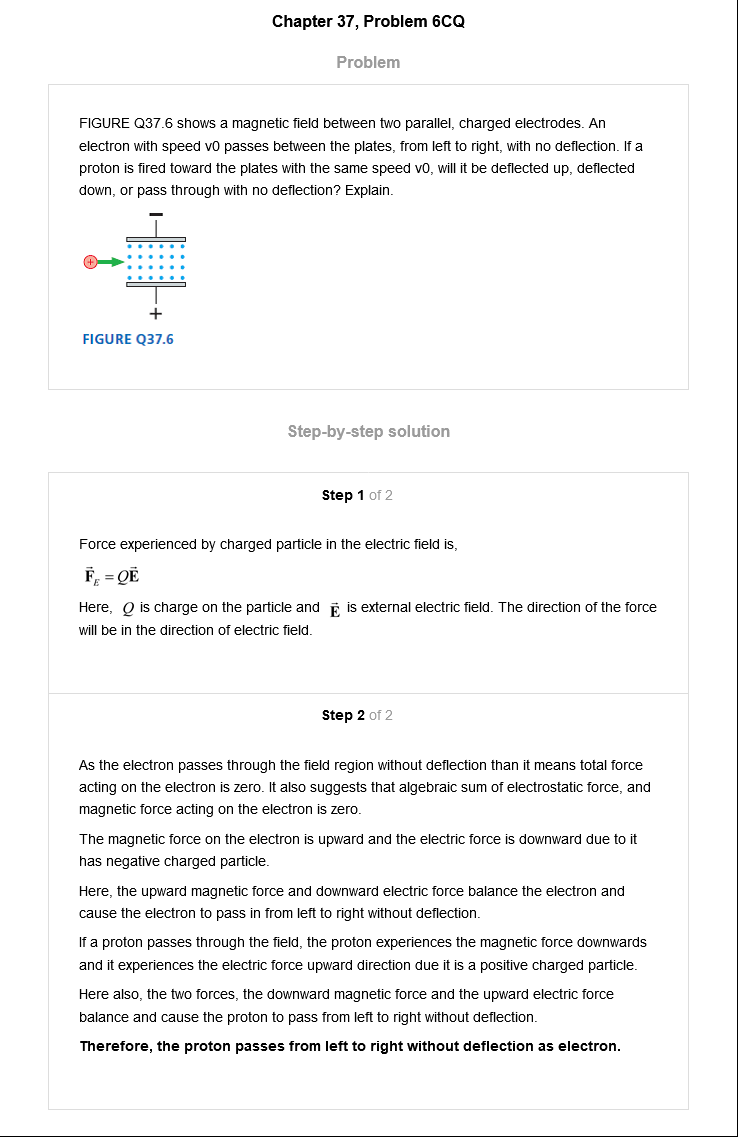 Chapter 37, Problem 6CQ
Problem
FIGURE Q37.6 shows a magnetic field between two parallel, charged electrodes. An
electron with speed v0 passes between the plates, from left to right, with no deflection. If a
proton is fired toward the plates with the same speed v0, will it be deflected up, deflected
down, or pass through with no deflection? Explain.
−
+
+
FIGURE Q37.6
Step-by-step solution
Step 1 of 2
Force experienced by charged particle in the electric field is,
F⃗_E = QE⃗
Here, Q is charge on the particle and E⃗ is external electric field. The direction of the force
will be in the direction of electric field.
Step 2 of 2
As the electron passes through the field region without deflection than it means total force
acting on the electron is zero. It also suggests that algebraic sum of electrostatic force, and
magnetic force acting on the electron is zero.
The magnetic force on the electron is upward and the electric force is downward due to it
has negative charged particle.
Here, the upward magnetic force and downward electric force balance the electron and
cause the electron to pass in from left to right without deflection.
If a proton passes through the field, the proton experiences the magnetic force downwards
and it experiences the electric force upward direction due it is a positive charged particle.
Here also, the two forces, the downward magnetic force and the upward electric force
balance and cause the proton to pass from left to right without deflection.
Therefore, the proton passes from left to right without deflection as electron.